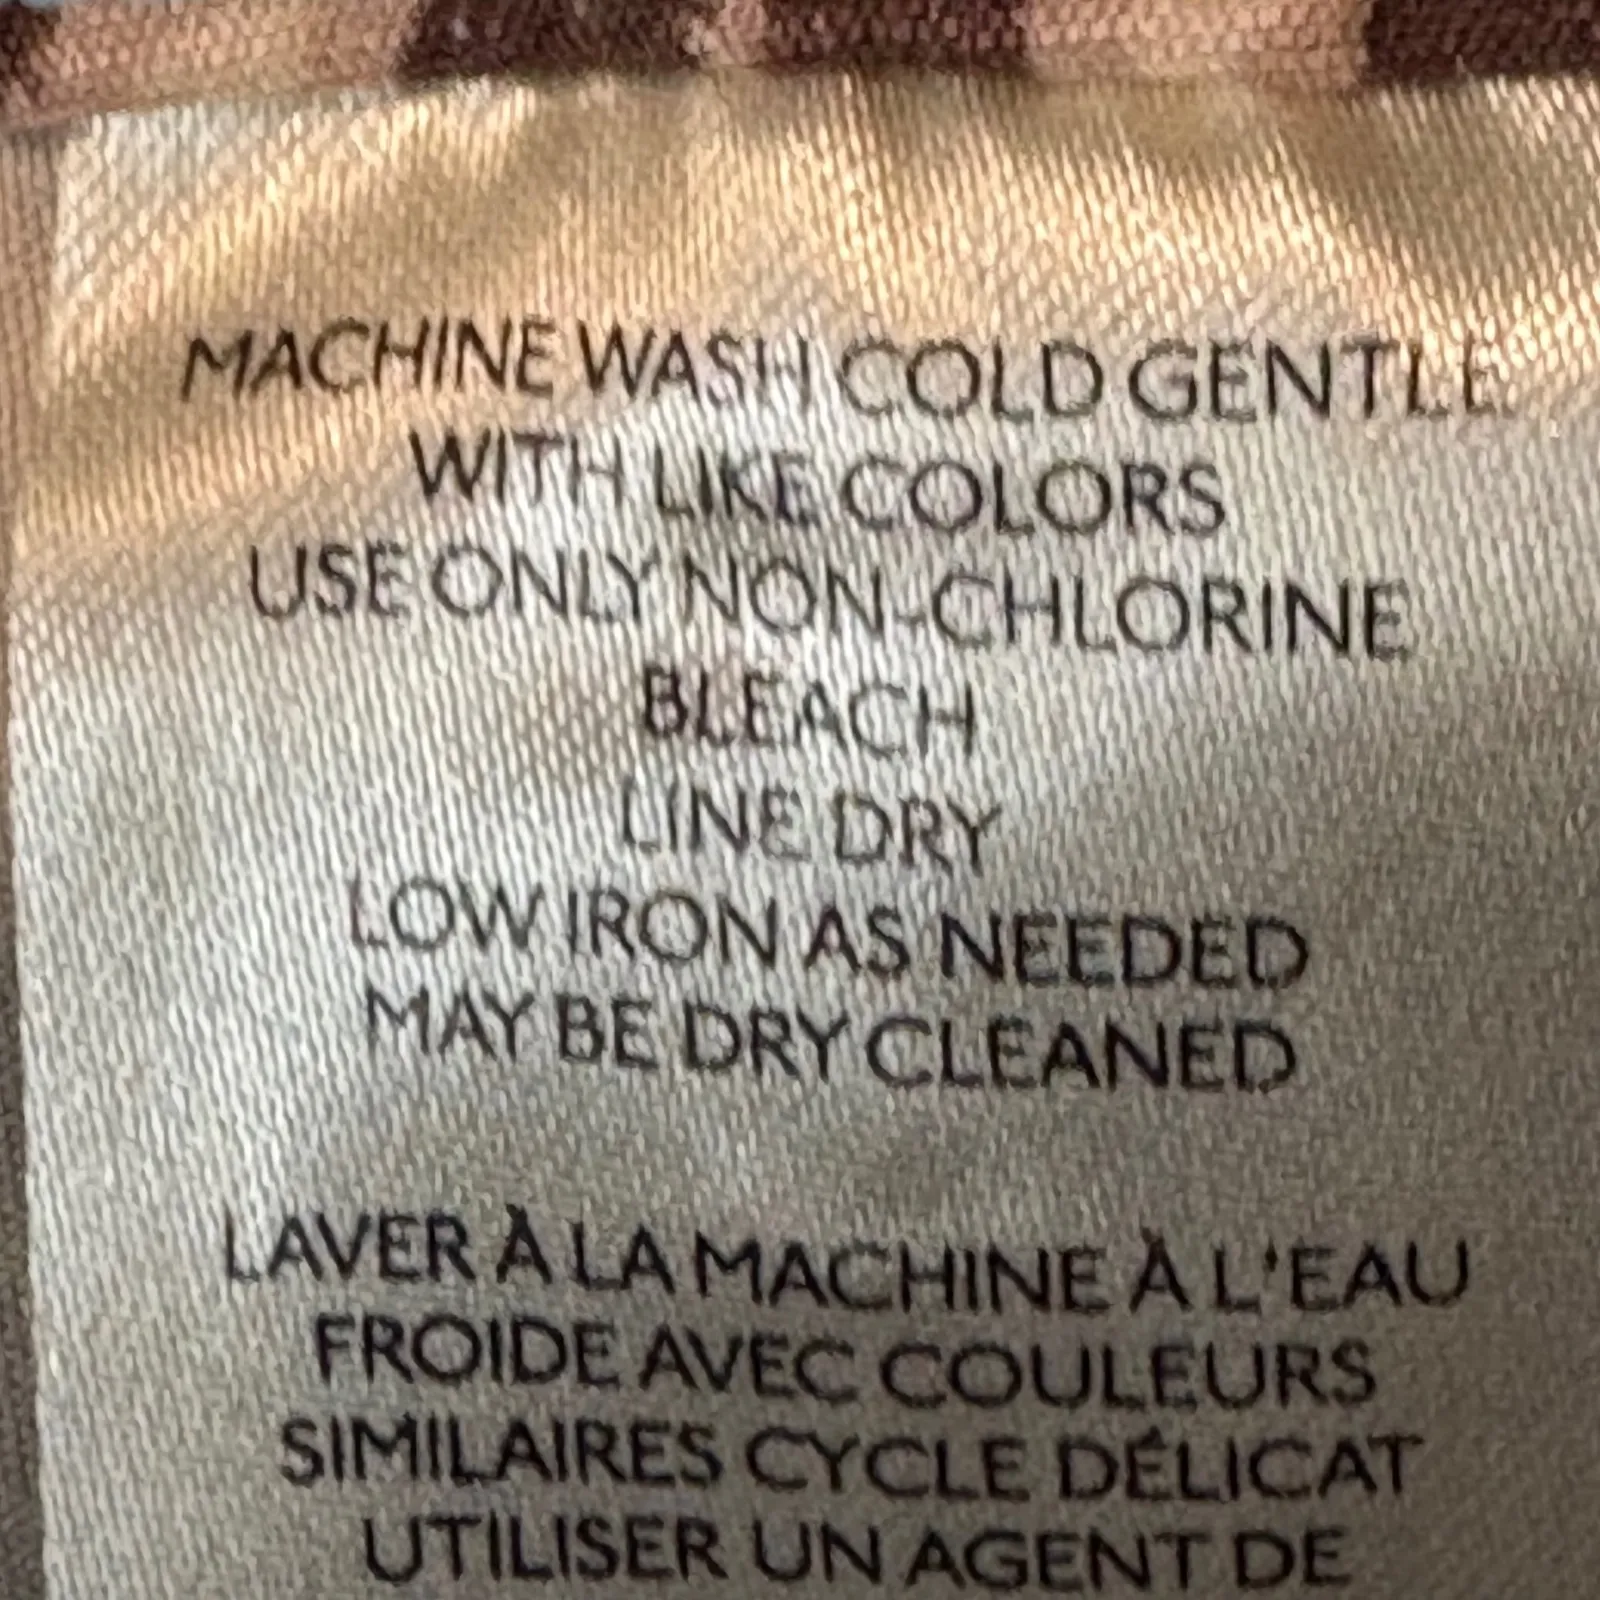 MACHINE WASH COLD GENTLE
WITH LIKE COLORS
USE ONLY NON-CHLORINE
BLEACH
LINE DRY
LOW IRON AS NEEDED
MAY BE DRY CLEANED
LAVER À LA MACHINE À L'EAU
FROIDE AVEC COULEURS
SIMILAIRES CYCLE DÉLICAT
UTILISER UN AGENT DE